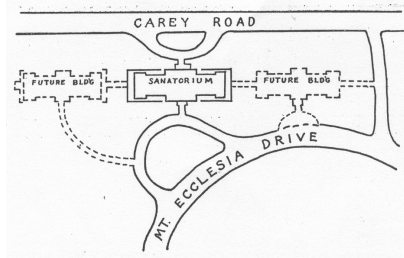 CAREY ROAD
FUTURE BLDG
SANATORIUM
FUTURE BLDG
MT. ECCLESIA DRIVE